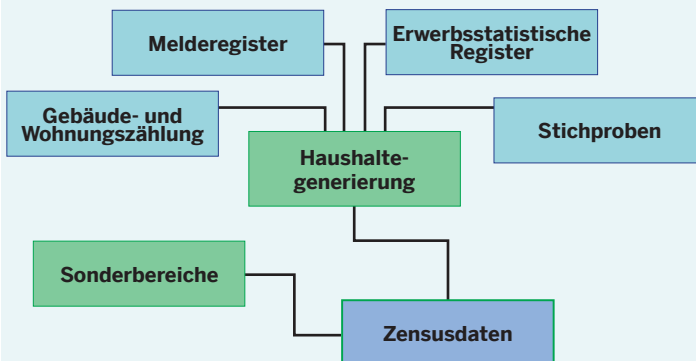 Melderegister
Erwerbsstatistische
Register
Gebäude- und
Wohnungszählung
Stichproben
Haushalte-
generierung
Sonderbereiche
Zensusdaten